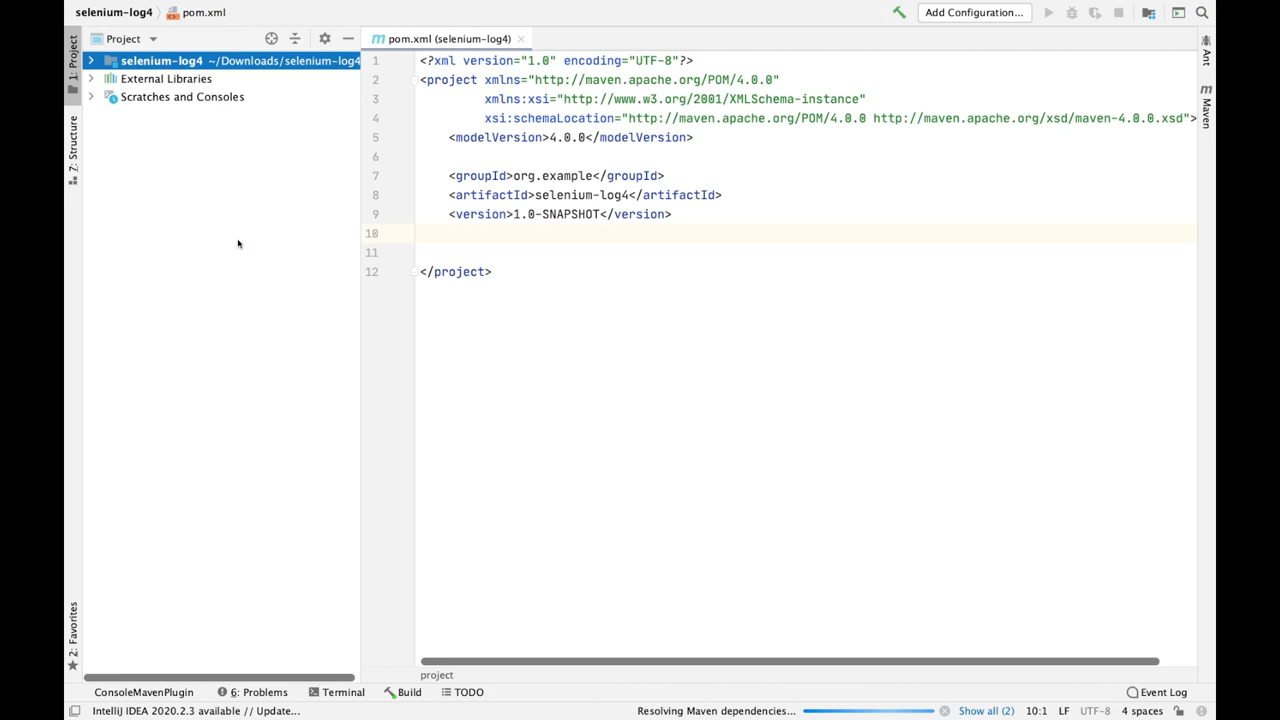 selenium-log4 pom.xml Add Configuration...
1: Project
7: Structure
2: Favorites
Project
selenium-log4 ~/Downloads/selenium-log4
External Libraries
Scratches and Consoles
pom.xml (selenium-log4)
1 <?xml version="1.0" encoding="UTF-8"?>
2 <project xmlns="http://maven.apache.org/POM/4.0.0"
3 xmlns:xsi="http://www.w3.org/2001/XMLSchema-instance"
4 xsi:schemaLocation="http://maven.apache.org/POM/4.0.0 http://maven.apache.org/xsd/maven-4.0.0.xsd">
5 <modelVersion>4.0.0</modelVersion>
6
7 <groupId>org.example</groupId>
8 <artifactId>selenium-log4</artifactId>
9 <version>1.0-SNAPSHOT</version>
10
11
12 </project>
project
Ant
Maven
ConsoleMavenPlugin 6: Problems Terminal Build TODO Event Log
IntelliJ IDEA 2020.2.3 available // Update... Resolving Maven dependencies... Show all (2) 10:1 LF UTF-8 4 spaces